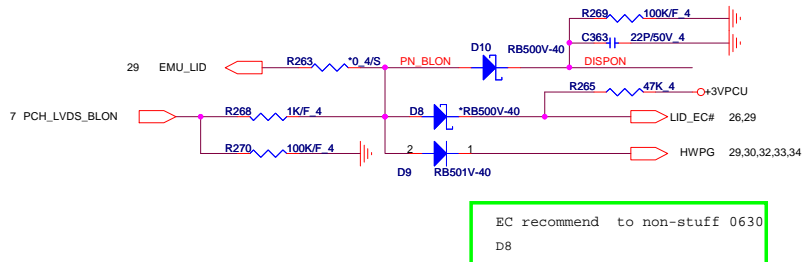 R269 100K/F_4
C363 22P/50V_4
D10 RB500V-40
29 EMU_LID R263 *0_4/S PN_BLON DISPON
R265 47K_4
+3VPCU
7 PCH_LVDS_BLON R268 1K/F_4 D8 *RB500V-40 LID_EC# 26,29
R270 100K/F_4 2 1 HWPG 29,30,32,33,34
D9 RB501V-40
EC recommend to non-stuff 0630
D8